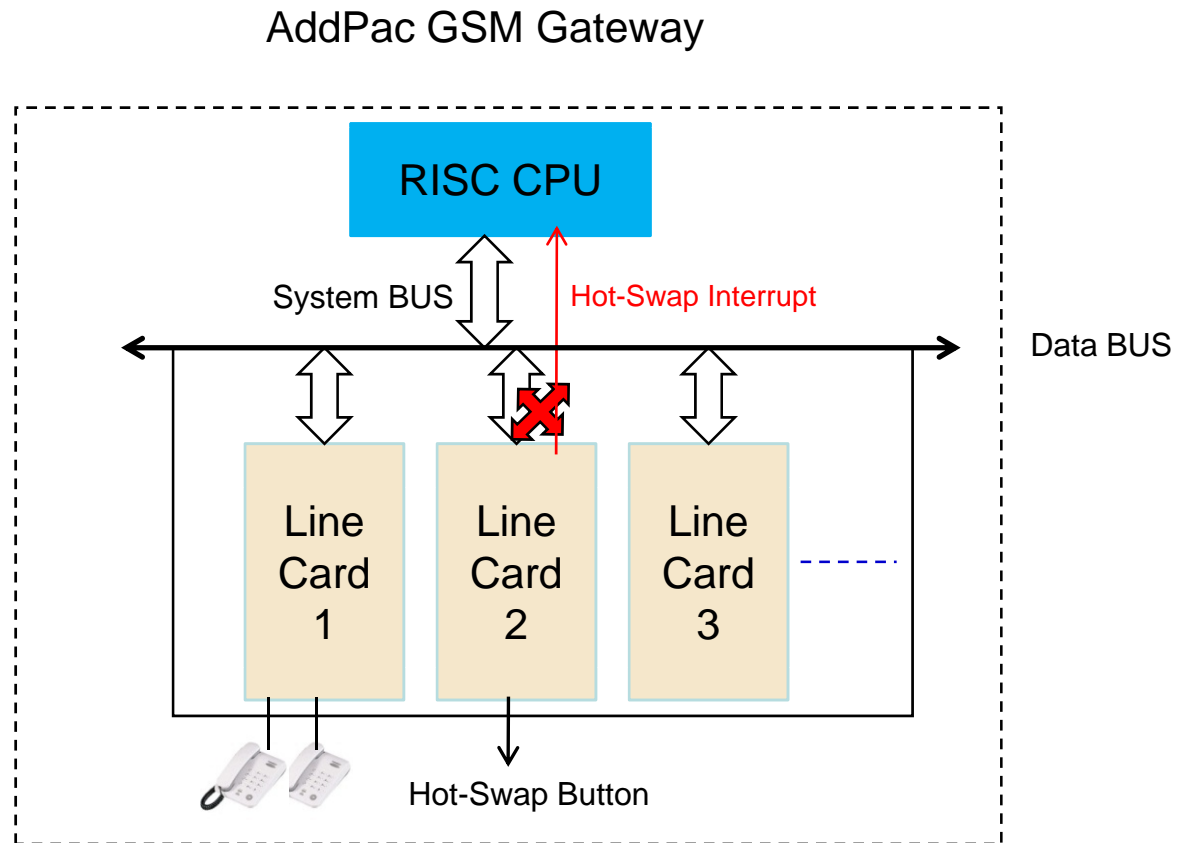 AddPac GSM Gateway
RISC CPU
System BUS
Hot-Swap Interrupt
Data BUS
Line
Card
1
Line
Card
2
Line
Card
3
Hot-Swap Button